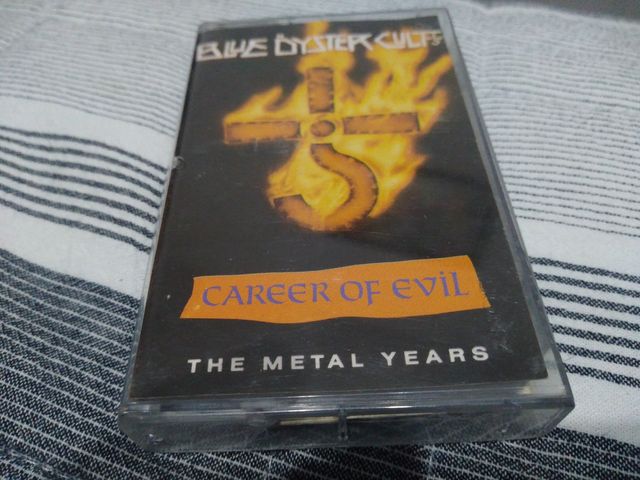 BLUE ÖYSTER CULT
CAREER OF EViL
THE METAL YEARS